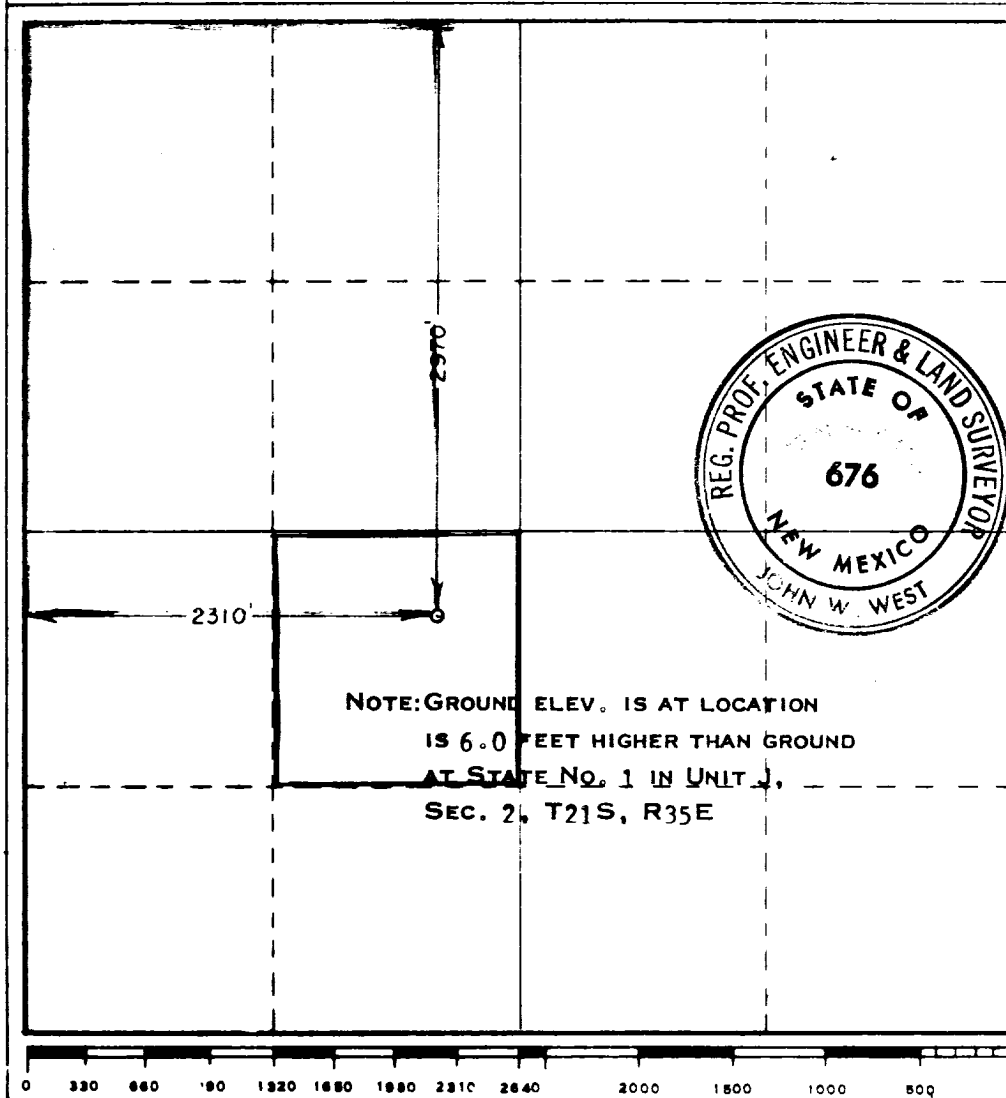 2970'
REG. PROF. ENGINEER & LAND SURVEYOR
STATE OF
676
NEW MEXICO
JOHN W. WEST
2310'
NOTE: GROUND ELEV. IS AT LOCATION
IS 6.0 FEET HIGHER THAN GROUND
AT STATE NO. 1 IN UNIT J,
SEC. 2, T21S, R35E
0 330 660 '90 1320 1650 1980 2310 2640 2000 1500 1000 500